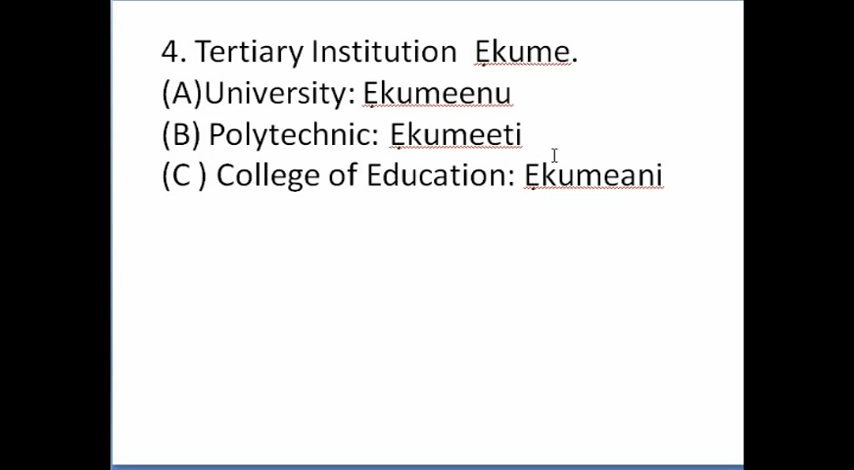 4. Tertiary Institution Ẹkume.
(A)University: Ẹkumeenu
(B) Polytechnic: Ẹkumeeti
(C ) College of Education: Ẹkumeani